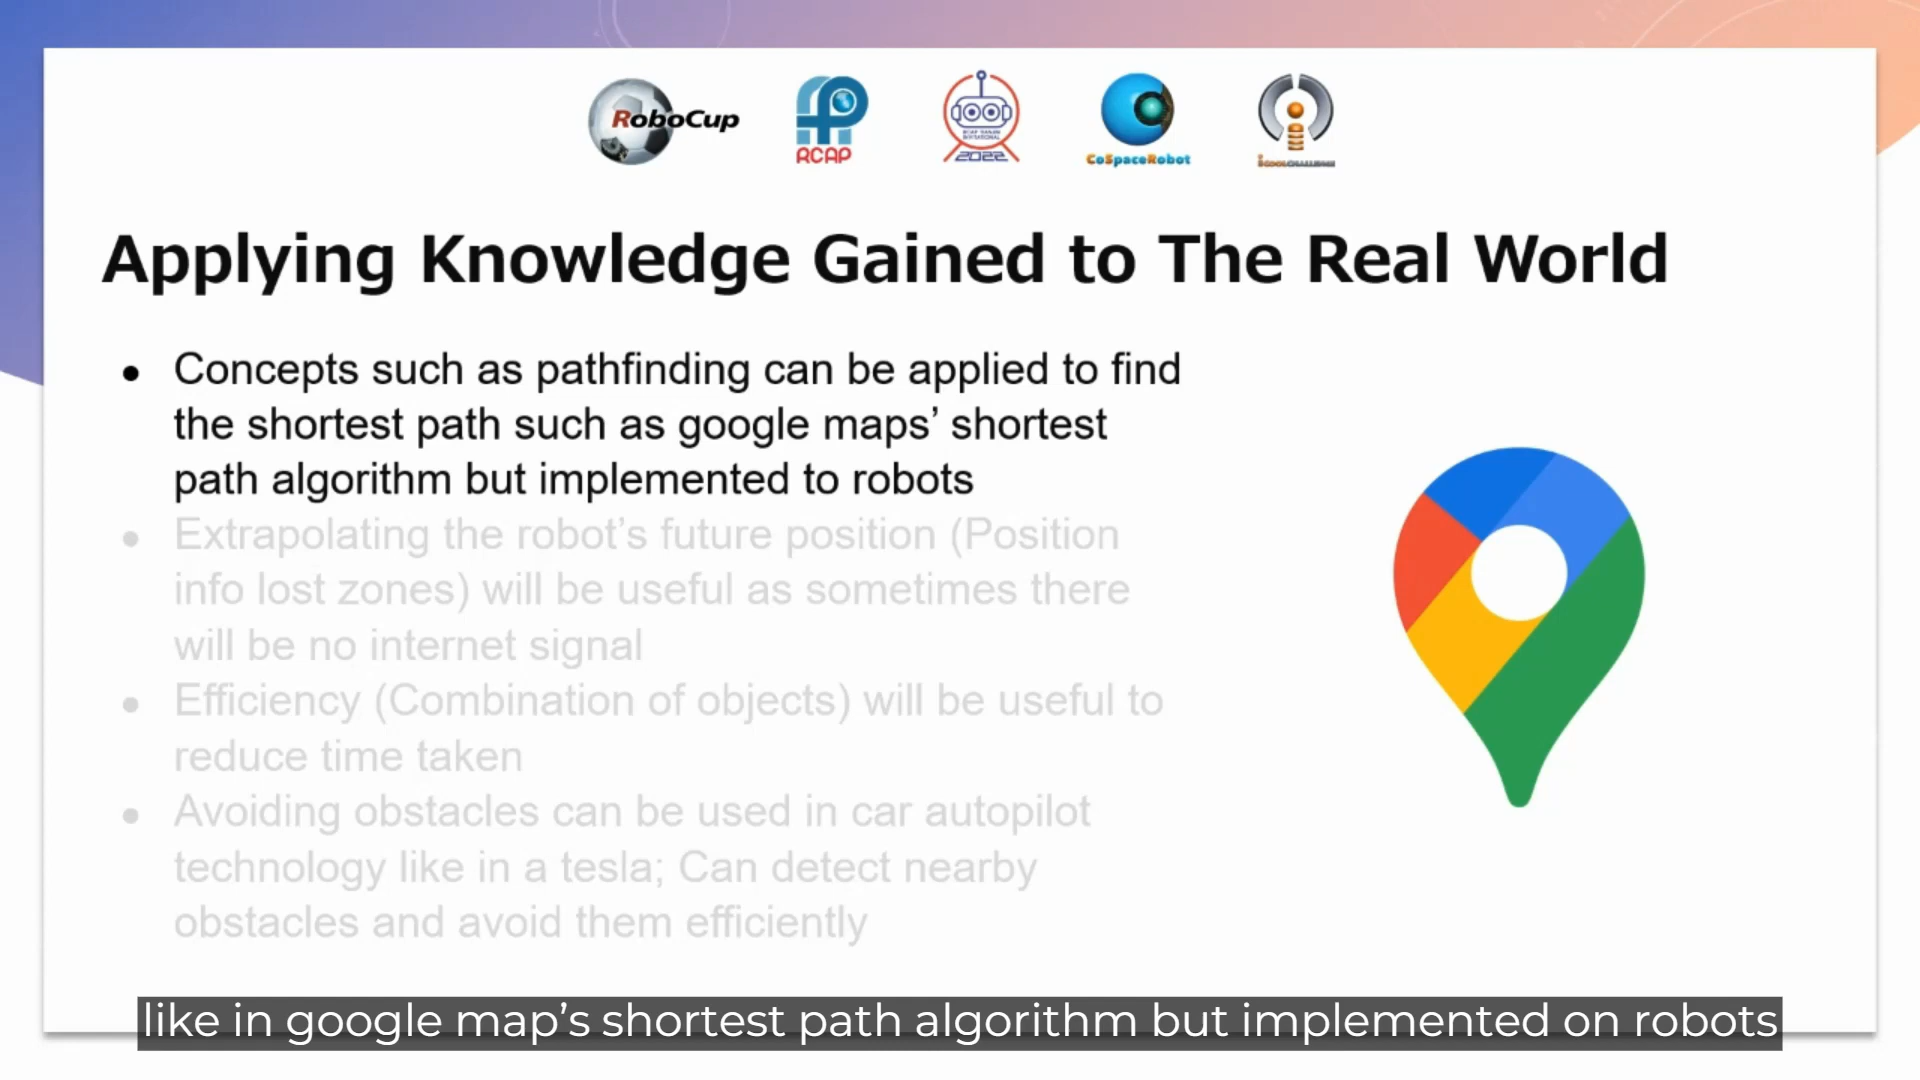 RoboCup
RCAP
2022
CoSpaceRobot
Applying Knowledge Gained to The Real World
• Concepts such as pathfinding can be applied to find
the shortest path such as google maps’ shortest
path algorithm but implemented to robots
• Extrapolating the robot’s future position (Position
info lost zones) will be useful as sometimes there
will be no internet signal
• Efficiency (Combination of objects) will be useful to
reduce time taken
• Avoiding obstacles can be used in car autopilot
technology like in a tesla; Can detect nearby
obstacles and avoid them efficiently
like in google map’s shortest path algorithm but implemented on robots